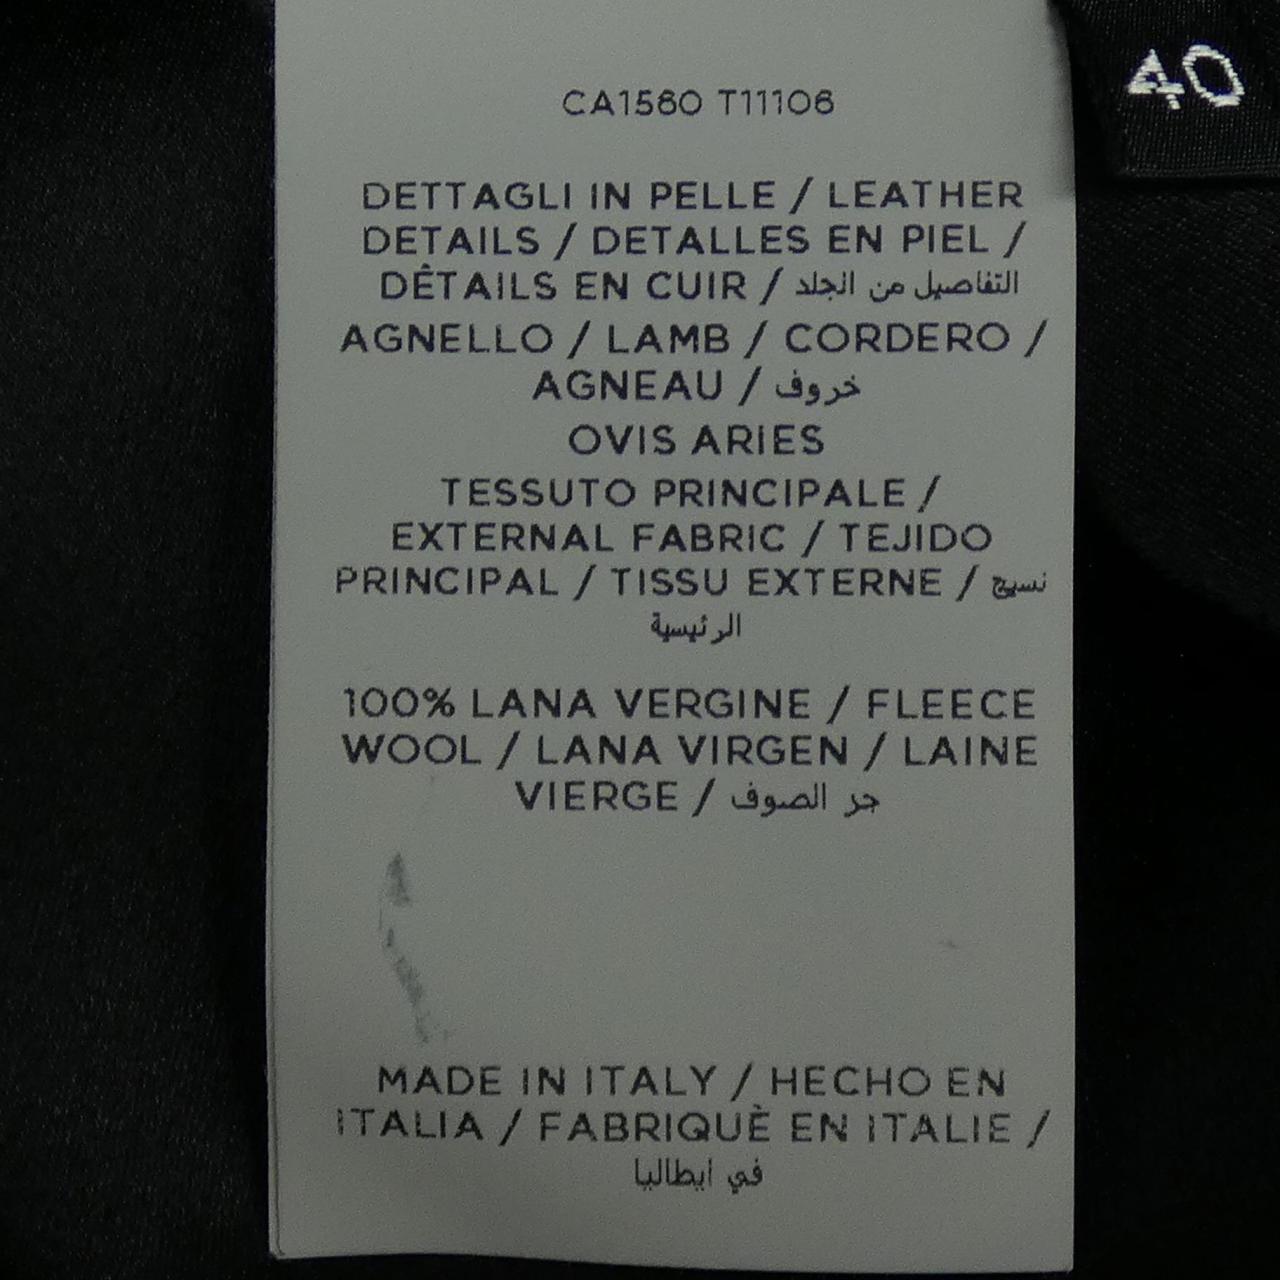 40
CA1560 T11106
DETTAGLI IN PELLE / LEATHER
DETAILS / DETALLES EN PIEL /
DÊTAILS EN CUIR / التفاصيل من الجلد
AGNELLO / LAMB / CORDERO /
AGNEAU / خروف
OVIS ARIES
TESSUTO PRINCIPALE /
EXTERNAL FABRIC / TEJIDO
PRINCIPAL / TISSU EXTERNE / نسيج
الرئيسية
100% LANA VERGINE / FLEECE
WOOL / LANA VIRGEN / LAINE
VIERGE / جز الصوف
MADE IN ITALY / HECHO EN
ITALIA / FABRIQUÈ EN ITALIE /
في ايطاليا